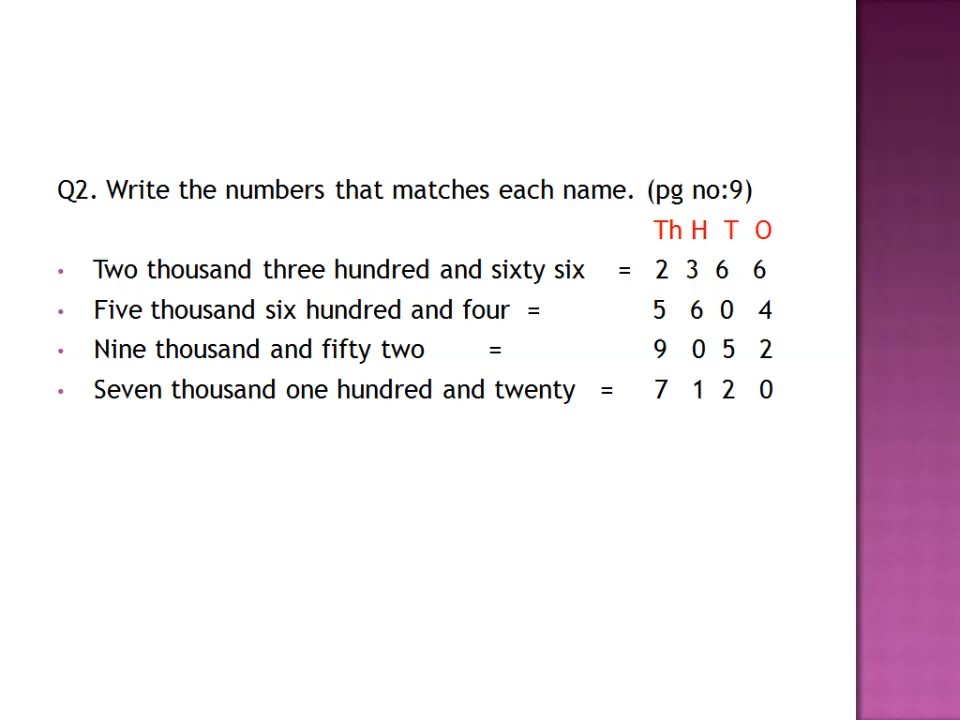 Q2. Write the numbers that matches each name. (pg no:9)
Th H T O
• Two thousand three hundred and sixty six = 2 3 6 6
• Five thousand six hundred and four = 5 6 0 4
• Nine thousand and fifty two = 9 0 5 2
• Seven thousand one hundred and twenty = 7 1 2 0